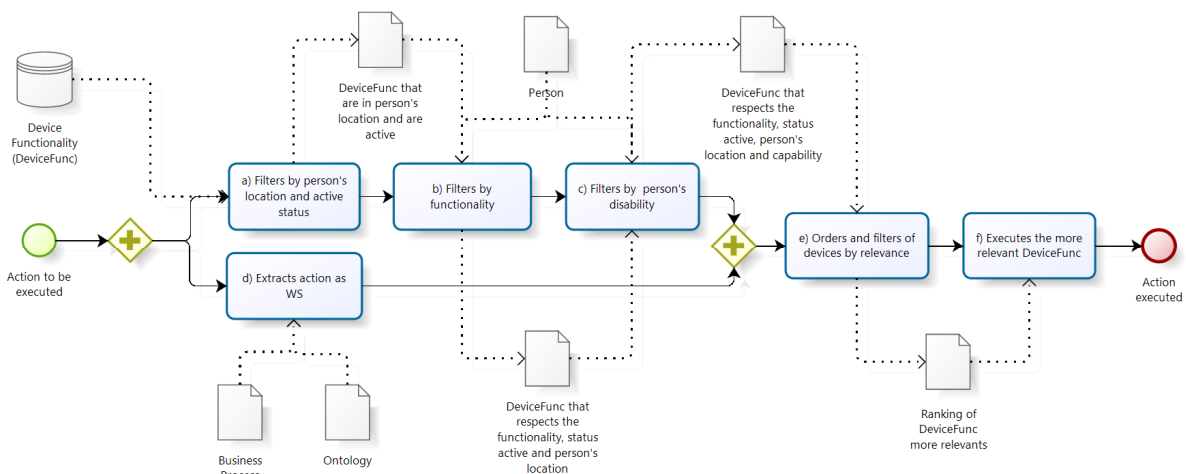 Device
Functionality
(DeviceFunc)
DeviceFunc that
are in person's
location and are
active
Person
DeviceFunc that
respects the
functionality, status
active, person's
location and capability
a) Filters by person's
location and active
status
b) Filters by
functionality
c) Filters by person's
disability
Action to be
executed
d) Extracts action as
WS
e) Orders and filters of
devices by relevance
f) Executes the more
relevant DeviceFunc
Action
executed
Business
Process
Ontology
DeviceFunc that
respects the
functionality, status
active and person's
location
Ranking of
DeviceFunc
more relevants